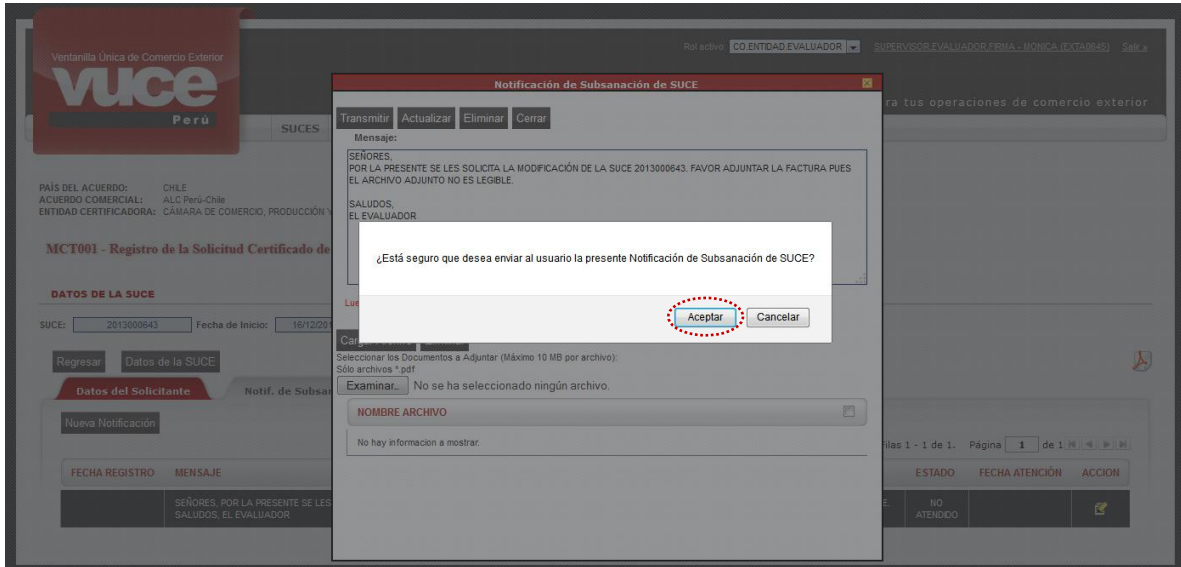 Ventanilla Única de Comercio Exterior
vuce
Perú
Rol activo: CO.ENTIDAD.EVALUADOR
SUPERVISOR.EVALUADOR.FIRMA - MONICA (EXTA0645) Salir »
ra tus operaciones de comercio exterior
SUCES
Notificación de Subsanación de SUCE
Transmitir Actualizar Eliminar Cerrar
Mensaje:
SEÑORES,
POR LA PRESENTE SE LES SOLICITA LA MODIFICACIÓN DE LA SUCE 2013000643. FAVOR ADJUNTAR LA FACTURA PUES
EL ARCHIVO ADJUNTO NO ES LEGIBLE.
SALUDOS,
EL EVALUADOR
¿Está seguro que desea enviar al usuario la presente Notificación de Subsanación de SUCE?
Aceptar Cancelar
PAÍS DEL ACUERDO: CHILE
ACUERDO COMERCIAL: ALC Perú-Chile
ENTIDAD CERTIFICADORA: CÁMARA DE COMERCIO, PRODUCCIÓN
MCT001 - Registro de la Solicitud Certificado de
DATOS DE LA SUCE
SUCE: 2013000643 Fecha de Inicio: 16/12/201
Regresar Datos de la SUCE
Datos del Solicitante Notif. de Subsan
Nueva Notificación
Seleccionar los Documentos a Adjuntar (Máximo 10 MB por archivo):
Sólo archivos *.pdf
Examinar... No se ha seleccionado ningún archivo.
NOMBRE ARCHIVO
No hay informacion a mostrar.
Filas 1 - 1 de 1. Página 1 de 1
FECHA REGISTRO MENSAJE ESTADO FECHA ATENCIÓN ACCION
SEÑORES, POR LA PRESENTE SE LES
SALUDOS, EL EVALUADOR
NO
ATENDIDO